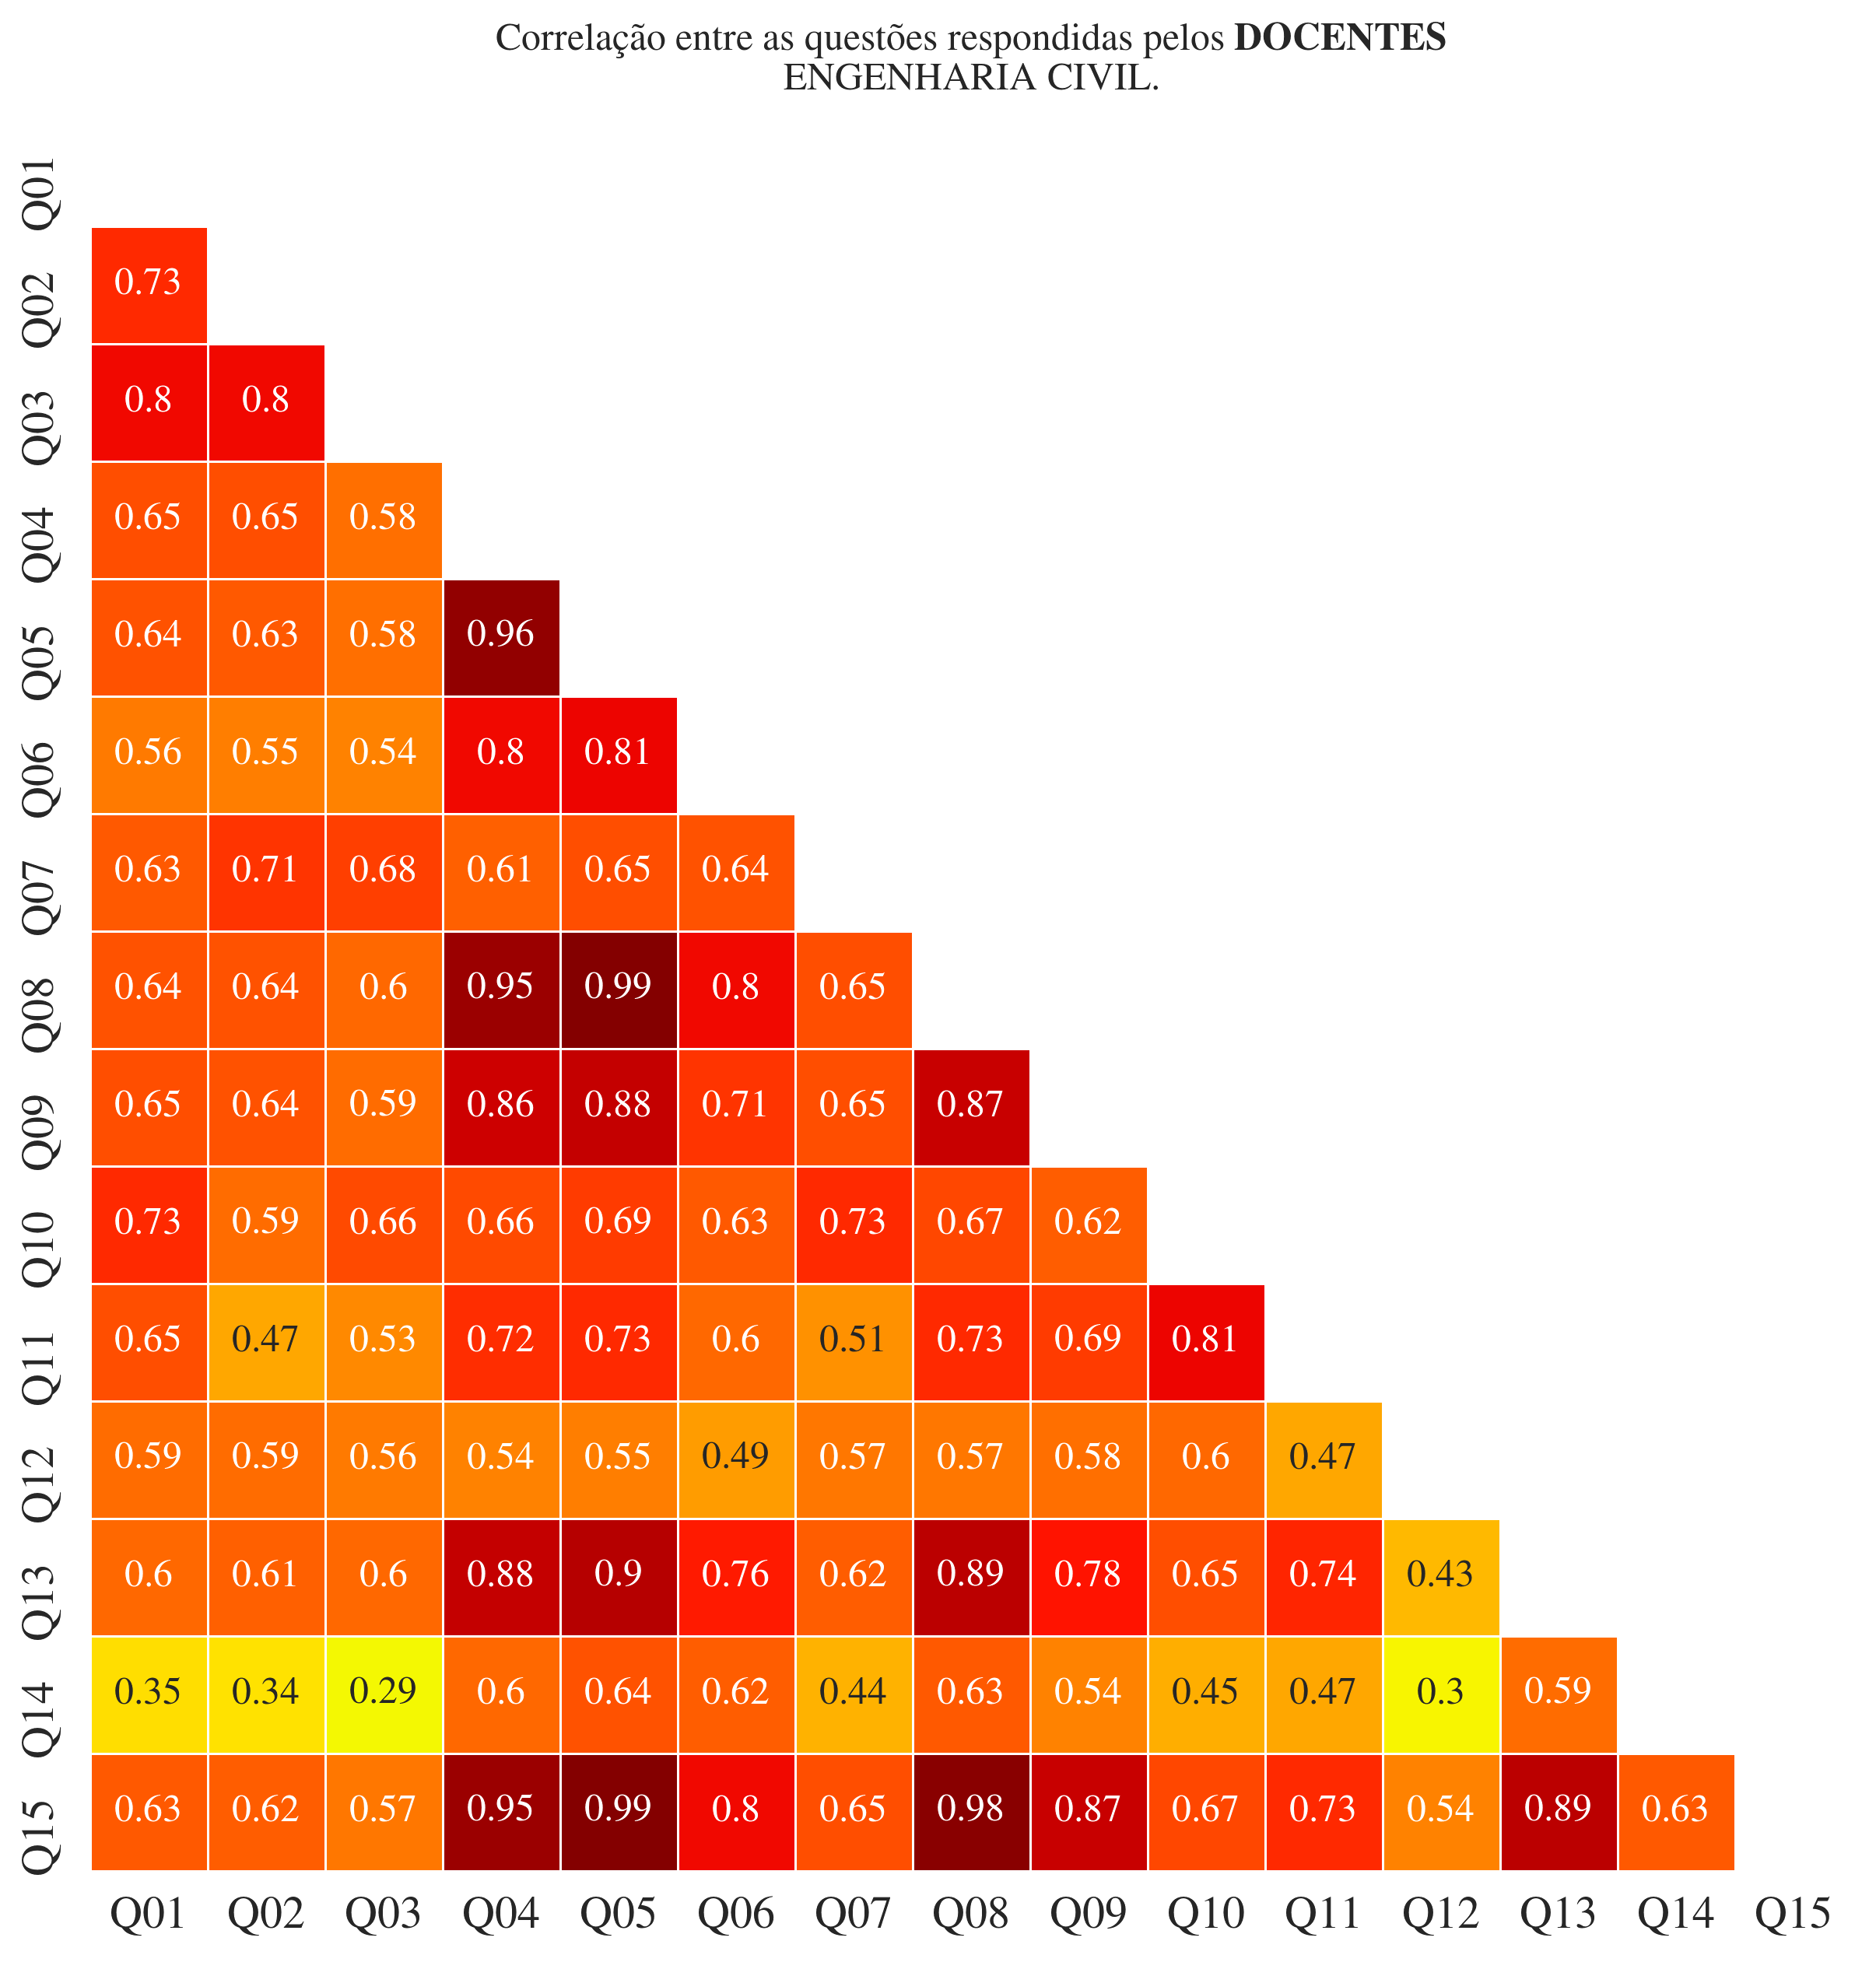 Correlação entre as questões respondidas pelos DOCENTES
ENGENHARIA CIVIL.
Q01
Q02 0.73
Q03 0.8 0.8
Q04 0.65 0.65 0.58
Q05 0.64 0.63 0.58 0.96
Q06 0.56 0.55 0.54 0.8 0.81
Q07 0.63 0.71 0.68 0.61 0.65 0.64
Q08 0.64 0.64 0.6 0.95 0.99 0.8 0.65
Q09 0.65 0.64 0.59 0.86 0.88 0.71 0.65 0.87
Q10 0.73 0.59 0.66 0.66 0.69 0.63 0.73 0.67 0.62
Q11 0.65 0.47 0.53 0.72 0.73 0.6 0.51 0.73 0.69 0.81
Q12 0.59 0.59 0.56 0.54 0.55 0.49 0.57 0.57 0.58 0.6 0.47
Q13 0.6 0.61 0.6 0.88 0.9 0.76 0.62 0.89 0.78 0.65 0.74 0.43
Q14 0.35 0.34 0.29 0.6 0.64 0.62 0.44 0.63 0.54 0.45 0.47 0.3 0.59
Q15 0.63 0.62 0.57 0.95 0.99 0.8 0.65 0.98 0.87 0.67 0.73 0.54 0.89 0.63
Q01 Q02 Q03 Q04 Q05 Q06 Q07 Q08 Q09 Q10 Q11 Q12 Q13 Q14 Q15